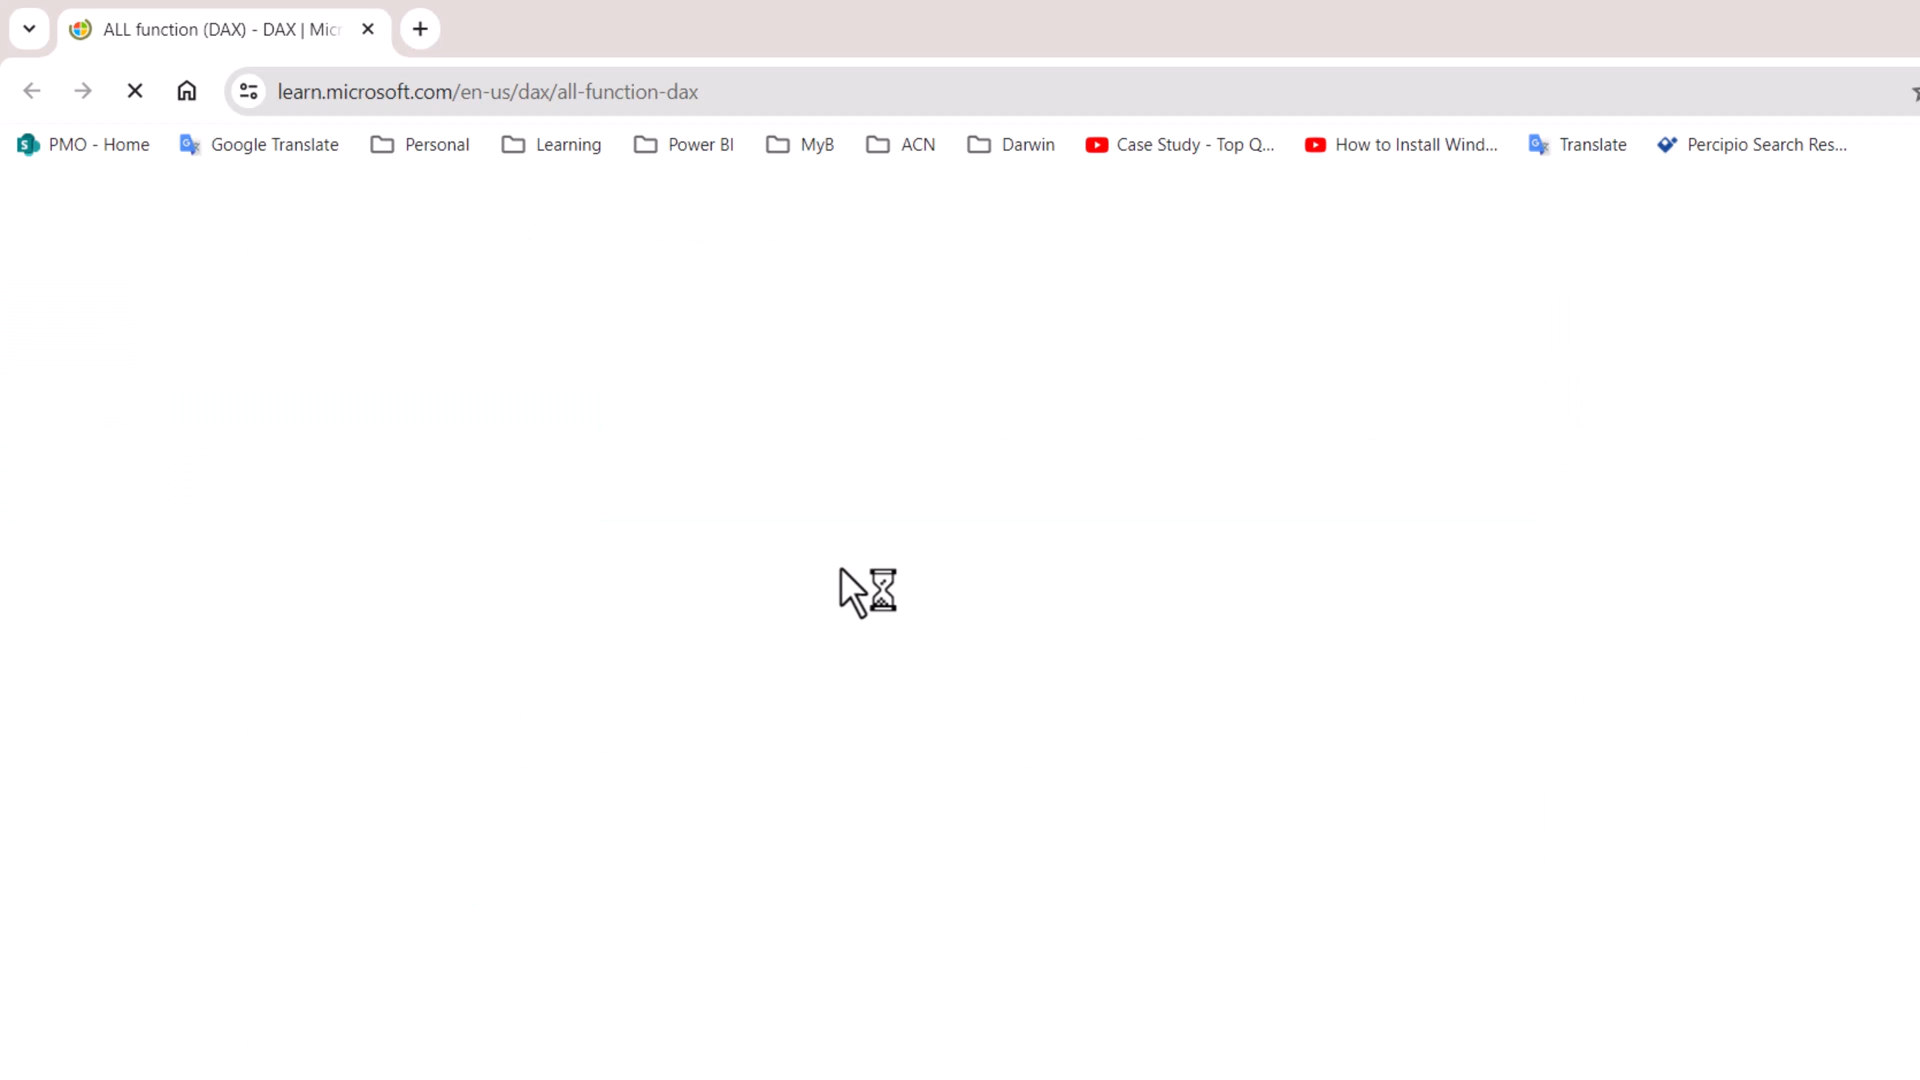 ALL function (DAX) - DAX | Micr
learn.microsoft.com/en-us/dax/all-function-dax
PMO - Home Google Translate Personal Learning Power BI MyB ACN Darwin Case Study - Top Q... How to Install Wind... Translate Percipio Search Res...